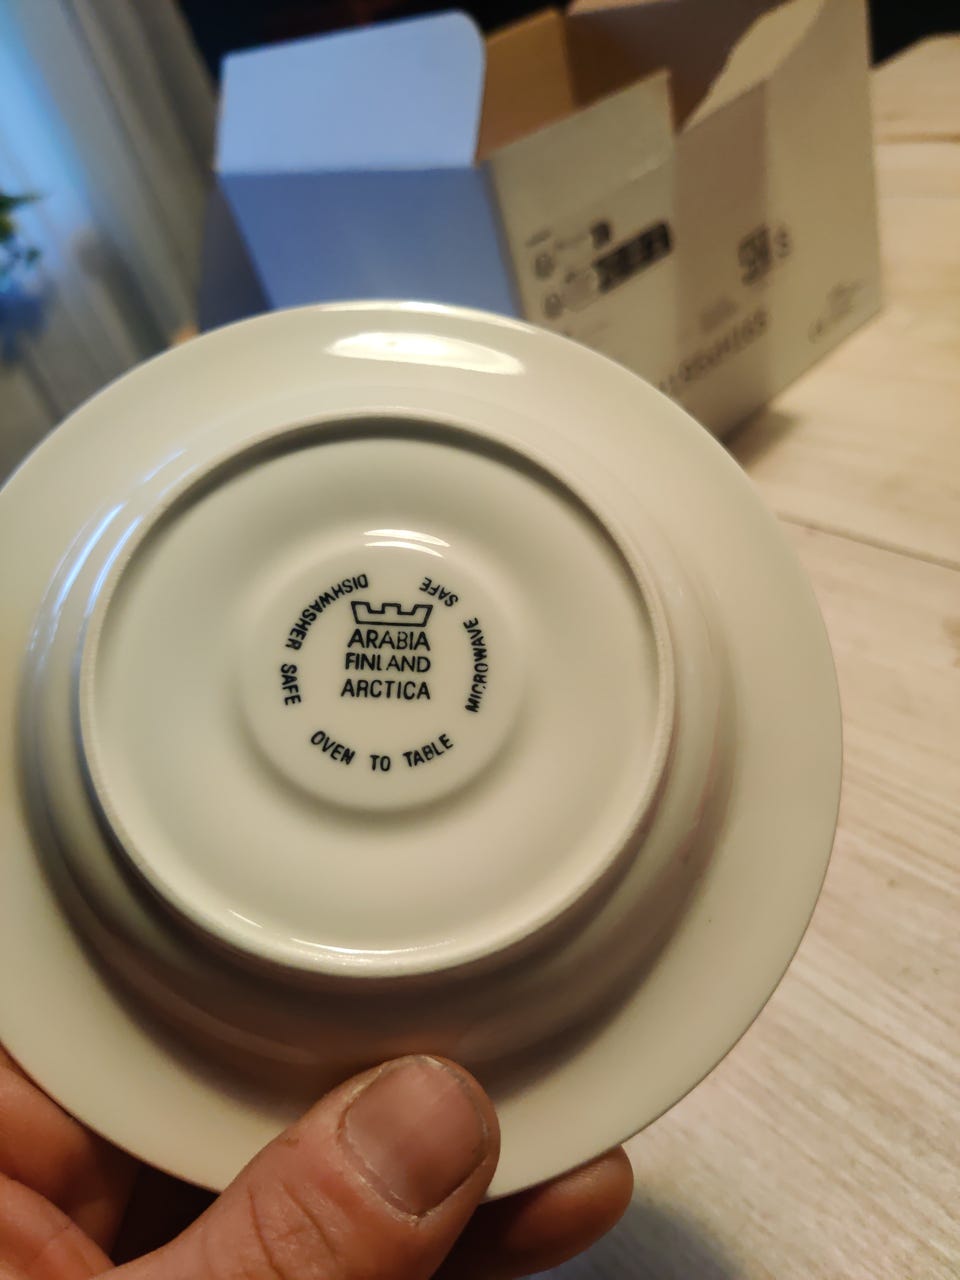 ARABIA
FINLAND
ARCTICA
DISHWASHER SAFE
OVEN TO TABLE
MICROWAVE SAFE